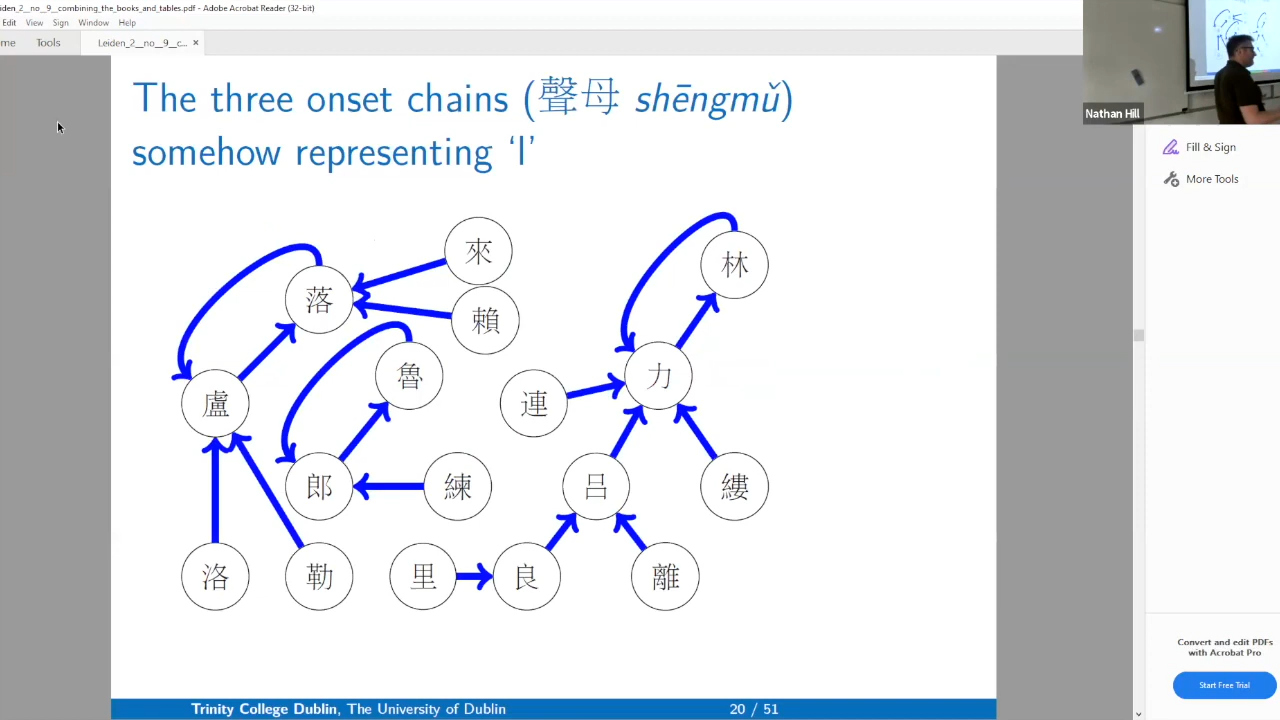 eiden_2__no__9__combining_the_books_and_tables.pdf - Adobe Acrobat Reader (32-bit)
Edit View Sign Window Help
me Tools Leiden_2__no__9__c... ×
The three onset chains (聲母 shēngmǔ)
somehow representing ‘l’
來
落
賴
林
魯
力
盧
連
郎
練
呂
縷
洛
勒
里
良
離
Trinity College Dublin, The University of Dublin 20 / 51
Nathan Hill
Fill & Sign
More Tools
Convert and edit PDFs
with Acrobat Pro
Start Free Trial